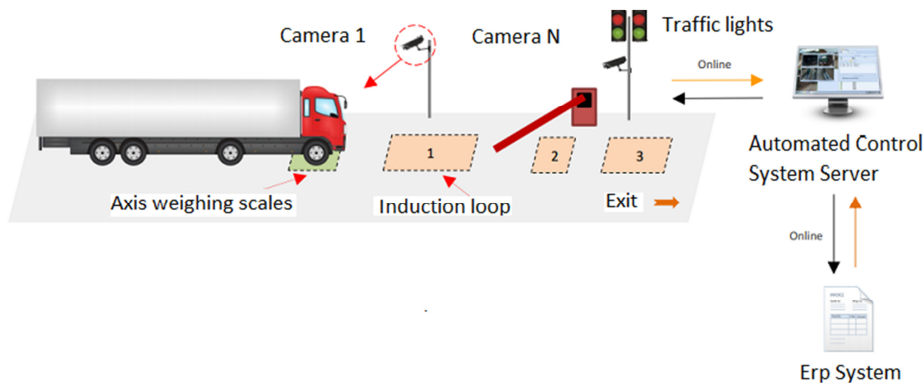 Camera 1
Camera N
Traffic lights
Online
1
2
3
Axis weighing scales
Induction loop
Exit
Automated Control
System Server
Online
Erp System